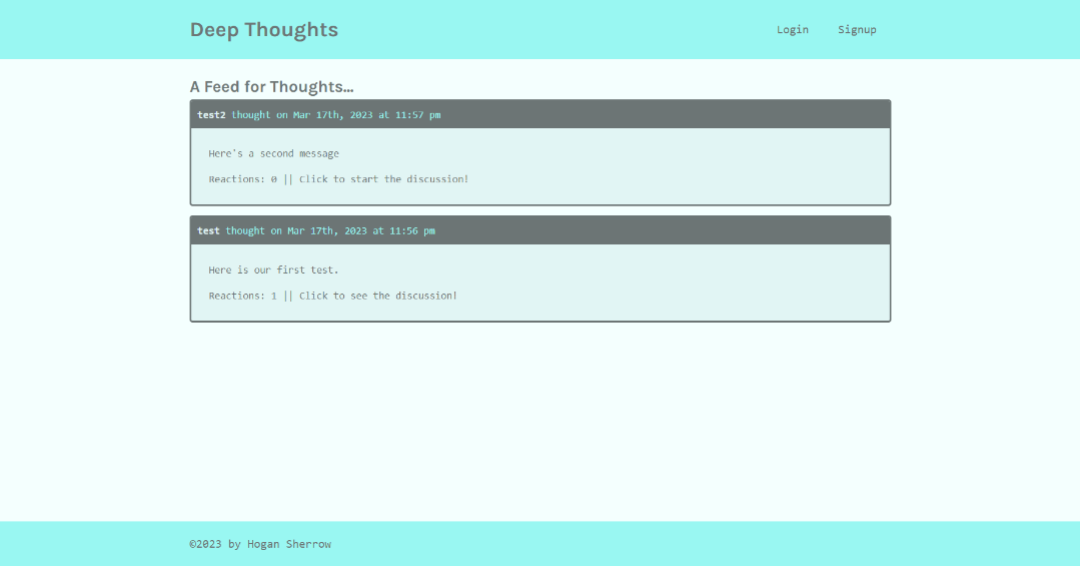 Deep Thoughts
Login Signup
A Feed for Thoughts...
test2 thought on Mar 17th, 2023 at 11:57 pm
Here's a second message
Reactions: 0 || Click to start the discussion!
test thought on Mar 17th, 2023 at 11:56 pm
Here is our first test.
Reactions: 1 || Click to see the discussion!
©2023 by Hogan Sherrow